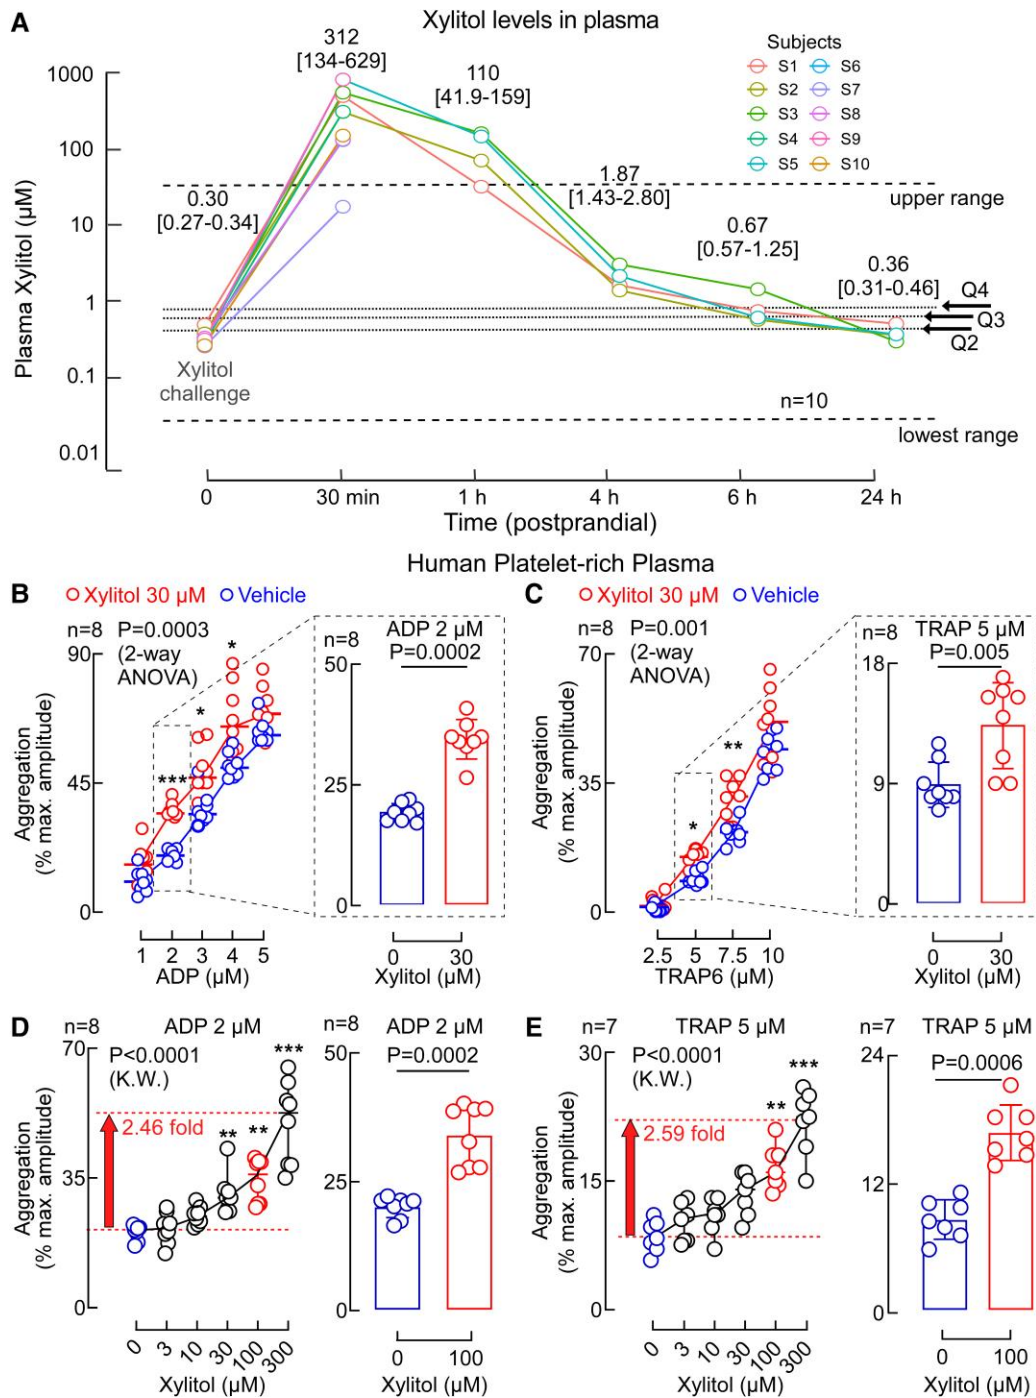 A
Xylitol levels in plasma
Plasma Xylitol (µM)
1000
100
10
1
0.1
0.01
312
[134-629]
110
[41.9-159]
Subjects
S1 S6
S2 S7
S3 S8
S4 S9
S5 S10
0.30
[0.27-0.34]
1.87
[1.43-2.80]
upper range
0.67
[0.57-1.25]
0.36
[0.31-0.46]
Q4
Q3
Q2
Xylitol
challenge
n=10
lowest range
0 30 min 1 h 4 h 6 h 24 h
Time (postprandial)
Human Platelet-rich Plasma
B
Xylitol 30 µM Vehicle
n=8 P=0.0003
(2-way
ANOVA)
Aggregation
(% max. amplitude)
90
45
0
***
*
*
1 2 3 4 5
ADP (µM)
n=8
ADP 2 µM
P=0.0002
50
25
0
0 30
Xylitol (µM)
C
Xylitol 30 µM Vehicle
n=8 P=0.001
(2-way
ANOVA)
Aggregation
(% max. amplitude)
70
35
0
*
**
2.5 5 7.5 10
TRAP6 (µM)
n=8
TRAP 5 µM
P=0.005
18
9
0
0 30
Xylitol (µM)
D
n=8 ADP 2 µM
P<0.0001
(K.W.)
Aggregation
(% max. amplitude)
70
35
0
2.46 fold
** ** ***
0 3 10 30 100 300
Xylitol (µM)
n=8 ADP 2 µM
P=0.0002
50
25
0
0 100
Xylitol (µM)
E
n=7 TRAP 5 µM
P<0.0001
(K.W.)
Aggregation
(% max. amplitude)
30
15
0
2.59 fold
** ***
0 3 10 30 100 300
Xylitol (µM)
n=7 TRAP 5 µM
P=0.0006
24
12
0
0 100
Xylitol (µM)